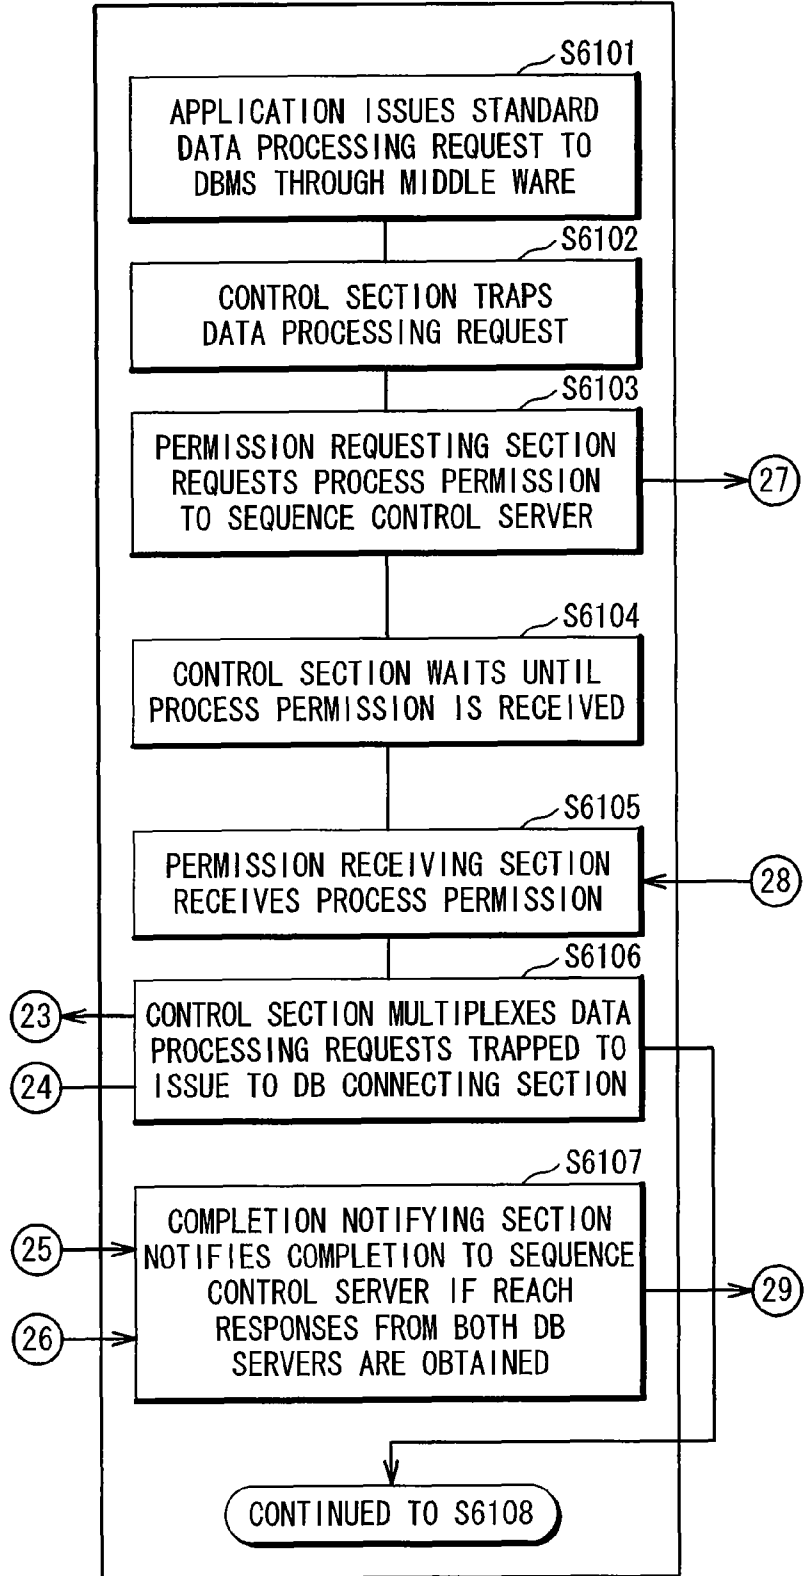 S6101
APPLICATION ISSUES STANDARD
DATA PROCESSING REQUEST TO
DBMS THROUGH MIDDLE WARE
S6102
CONTROL SECTION TRAPS
DATA PROCESSING REQUEST
S6103
PERMISSION REQUESTING SECTION
REQUESTS PROCESS PERMISSION
TO SEQUENCE CONTROL SERVER
27
S6104
CONTROL SECTION WAITS UNTIL
PROCESS PERMISSION IS RECEIVED
S6105
PERMISSION RECEIVING SECTION
RECEIVES PROCESS PERMISSION
28
S6106
23
CONTROL SECTION MULTIPLEXES DATA
PROCESSING REQUESTS TRAPPED TO
ISSUE TO DB CONNECTING SECTION
24
S6107
25
COMPLETION NOTIFYING SECTION
NOTIFIES COMPLETION TO SEQUENCE
CONTROL SERVER IF REACH
RESPONSES FROM BOTH DB
SERVERS ARE OBTAINED
29
26
CONTINUED TO S6108